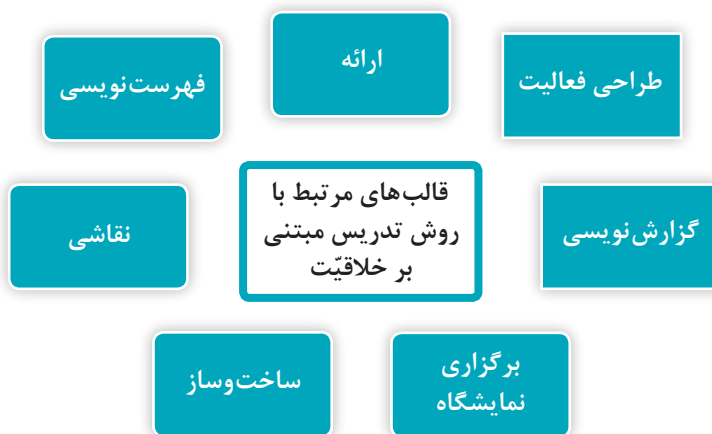 ارائه
طراحی فعالیت
فهرست‌نویسی
قالب‌های مرتبط با
روش تدریس مبتنی
بر خلاقیّت
گزارش‌نویسی
نقاشی
برگزاری
نمایشگاه
ساخت‌وساز